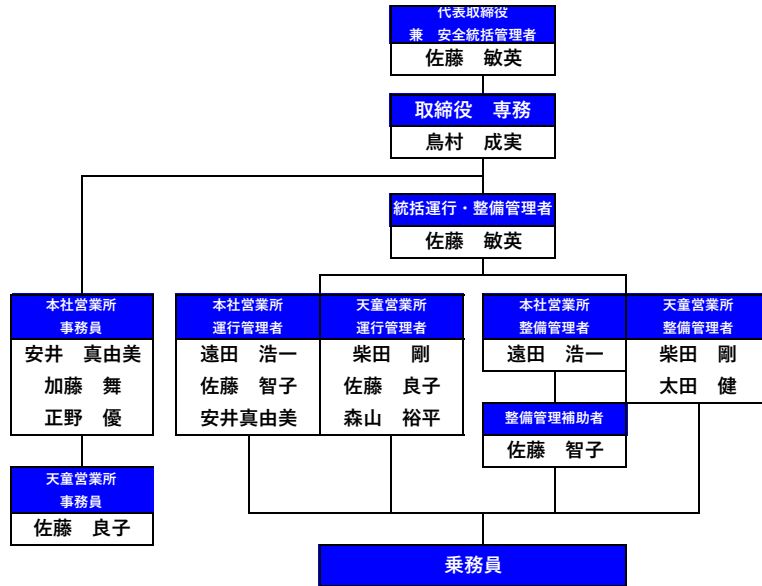 代表取締役
兼　安全統括管理者
佐藤　敏英
取締役　専務
鳥村　成実
統括運行・整備管理者
佐藤　敏英
本社営業所
事務員
安井　真由美
加藤　舞
正野　優
天童営業所
事務員
佐藤　良子
本社営業所
運行管理者
遠田　浩一
佐藤　智子
安井真由美
天童営業所
運行管理者
柴田　剛
佐藤　良子
森山　裕平
本社営業所
整備管理者
遠田　浩一
整備管理補助者
佐藤　智子
天童営業所
整備管理者
柴田　剛
太田　健
乗務員